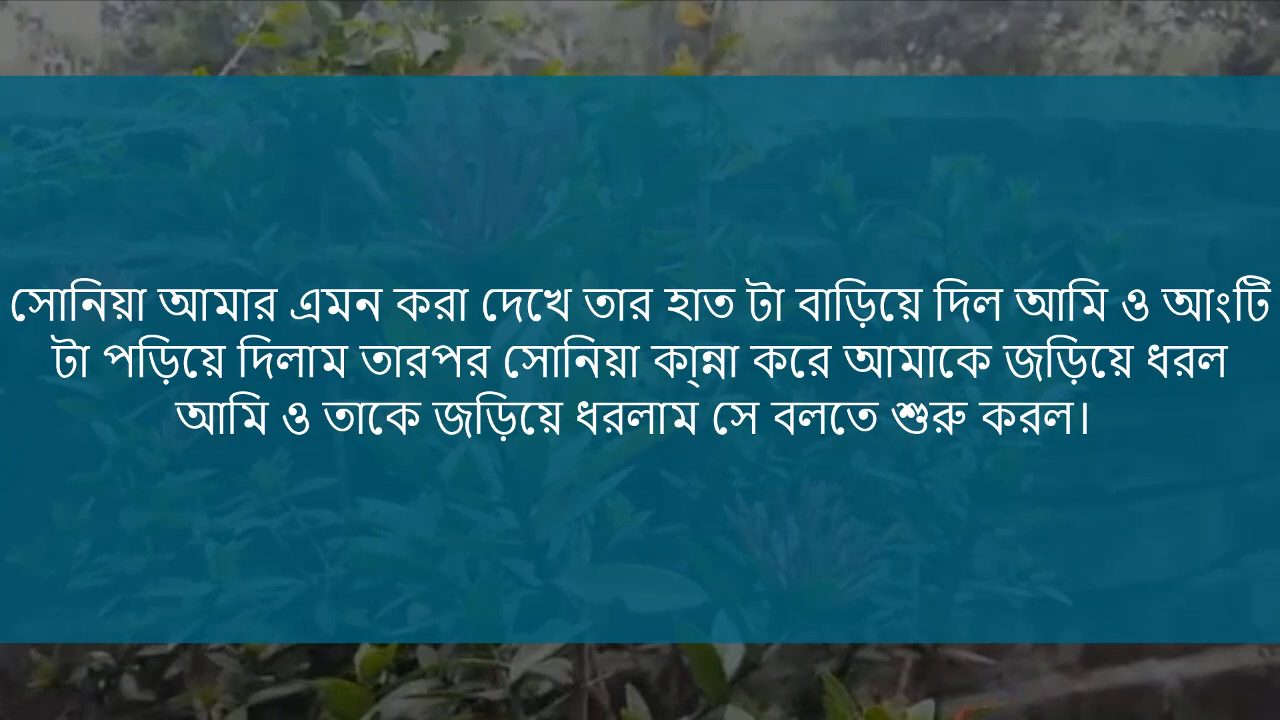 সোনিয়া আমার এমন করা দেখে তার হাত টা বাড়িয়ে দিল আমি ও আংটি
টা পড়িয়ে দিলাম তারপর সোনিয়া কা্ন্না করে আমাকে জড়িয়ে ধরল
আমি ও তাকে জড়িয়ে ধরলাম সে বলতে শুরু করল।